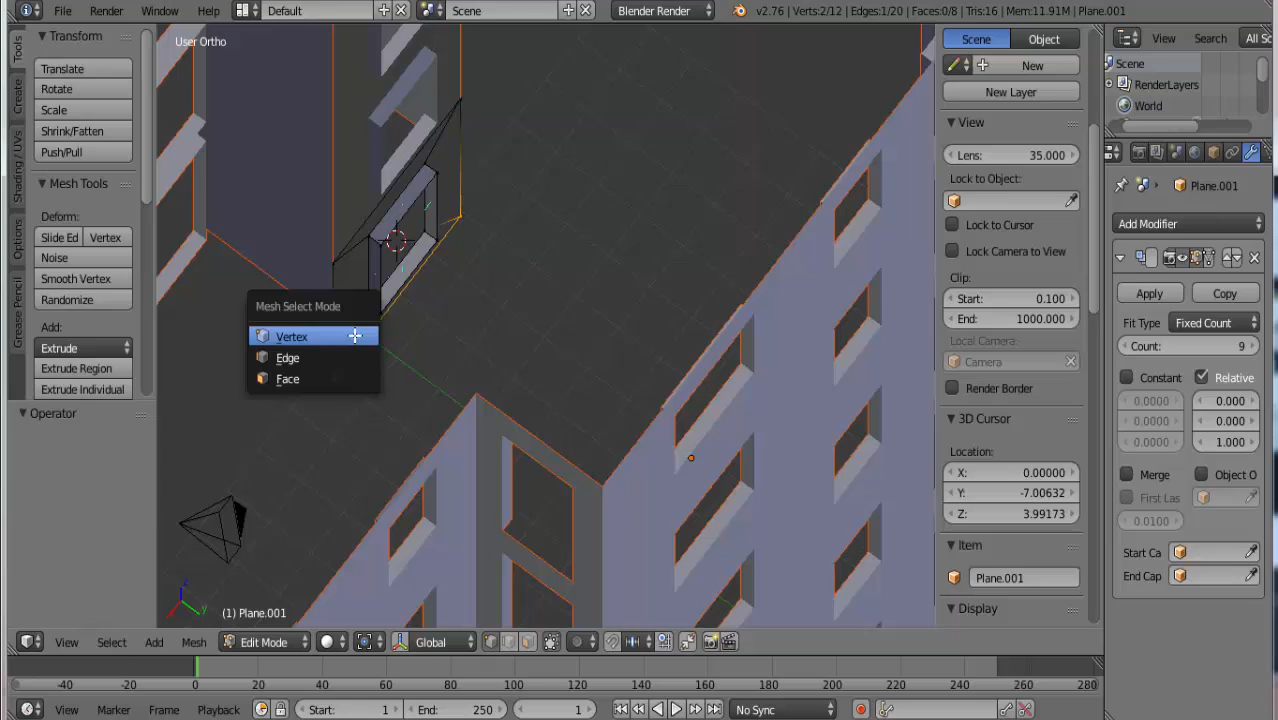 File Render Window Help Default Scene Blender Render v2.76 | Verts:2/12 | Edges:1/20 | Faces:0/8 | Tris:16 | Mem:11.91M | Plane.001
Tools
Create
Shading / UVs
Options
Grease Pencil
Transform
Translate
Rotate
Scale
Shrink/Fatten
Push/Pull
Mesh Tools
Deform:
Slide Ed Vertex
Noise
Smooth Vertex
Randomize
Add:
Extrude
Extrude Region
Extrude Individual
Operator
User Ortho
Mesh Select Mode
Vertex
Edge
Face
(1) Plane.001
Scene Object
New
New Layer
View
Lens: 35.000
Lock to Object:
Lock to Cursor
Lock Camera to View
Clip:
Start: 0.100
End: 1000.000
Local Camera:
Camera
Render Border
3D Cursor
Location:
X: 0.00000
Y: -7.00632
Z: 3.99173
Item
Plane.001
Display
View Search All Sc
Scene
RenderLayers
World
Plane.001
Add Modifier
Apply Copy
Fit Type Fixed Count
Count: 9
Constant Relative
0.0000 0.000
0.0000 0.000
0.0000 1.000
Merge Object O
First Las
0.0100
Start Ca
End Cap
View Select Add Mesh Edit Mode Global
-40 -20 0 20 40 60 80 100 120 140 160 180 200 220 240 260 280
View Marker Frame Playback Start: 1 End: 250 1 No Sync